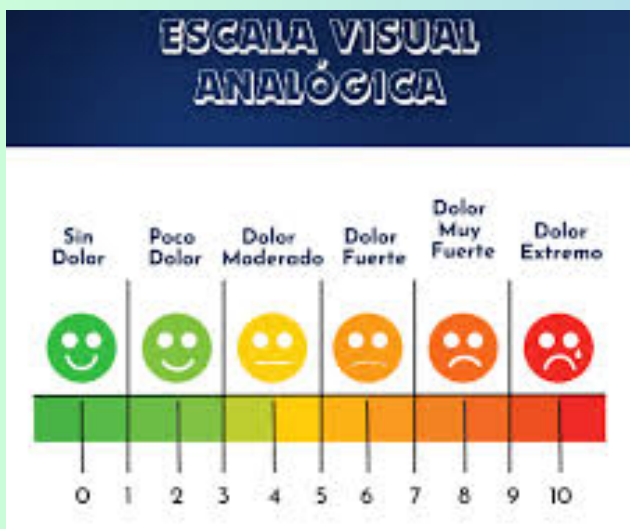 ESCALA VISUAL
ANALÓGICA
Sin
Dolor
Poco
Dolor
Dolor
Moderado
Dolor
Fuerte
Dolor
Muy
Fuerte
Dolor
Extremo
0 1 2 3 4 5 6 7 8 9 10